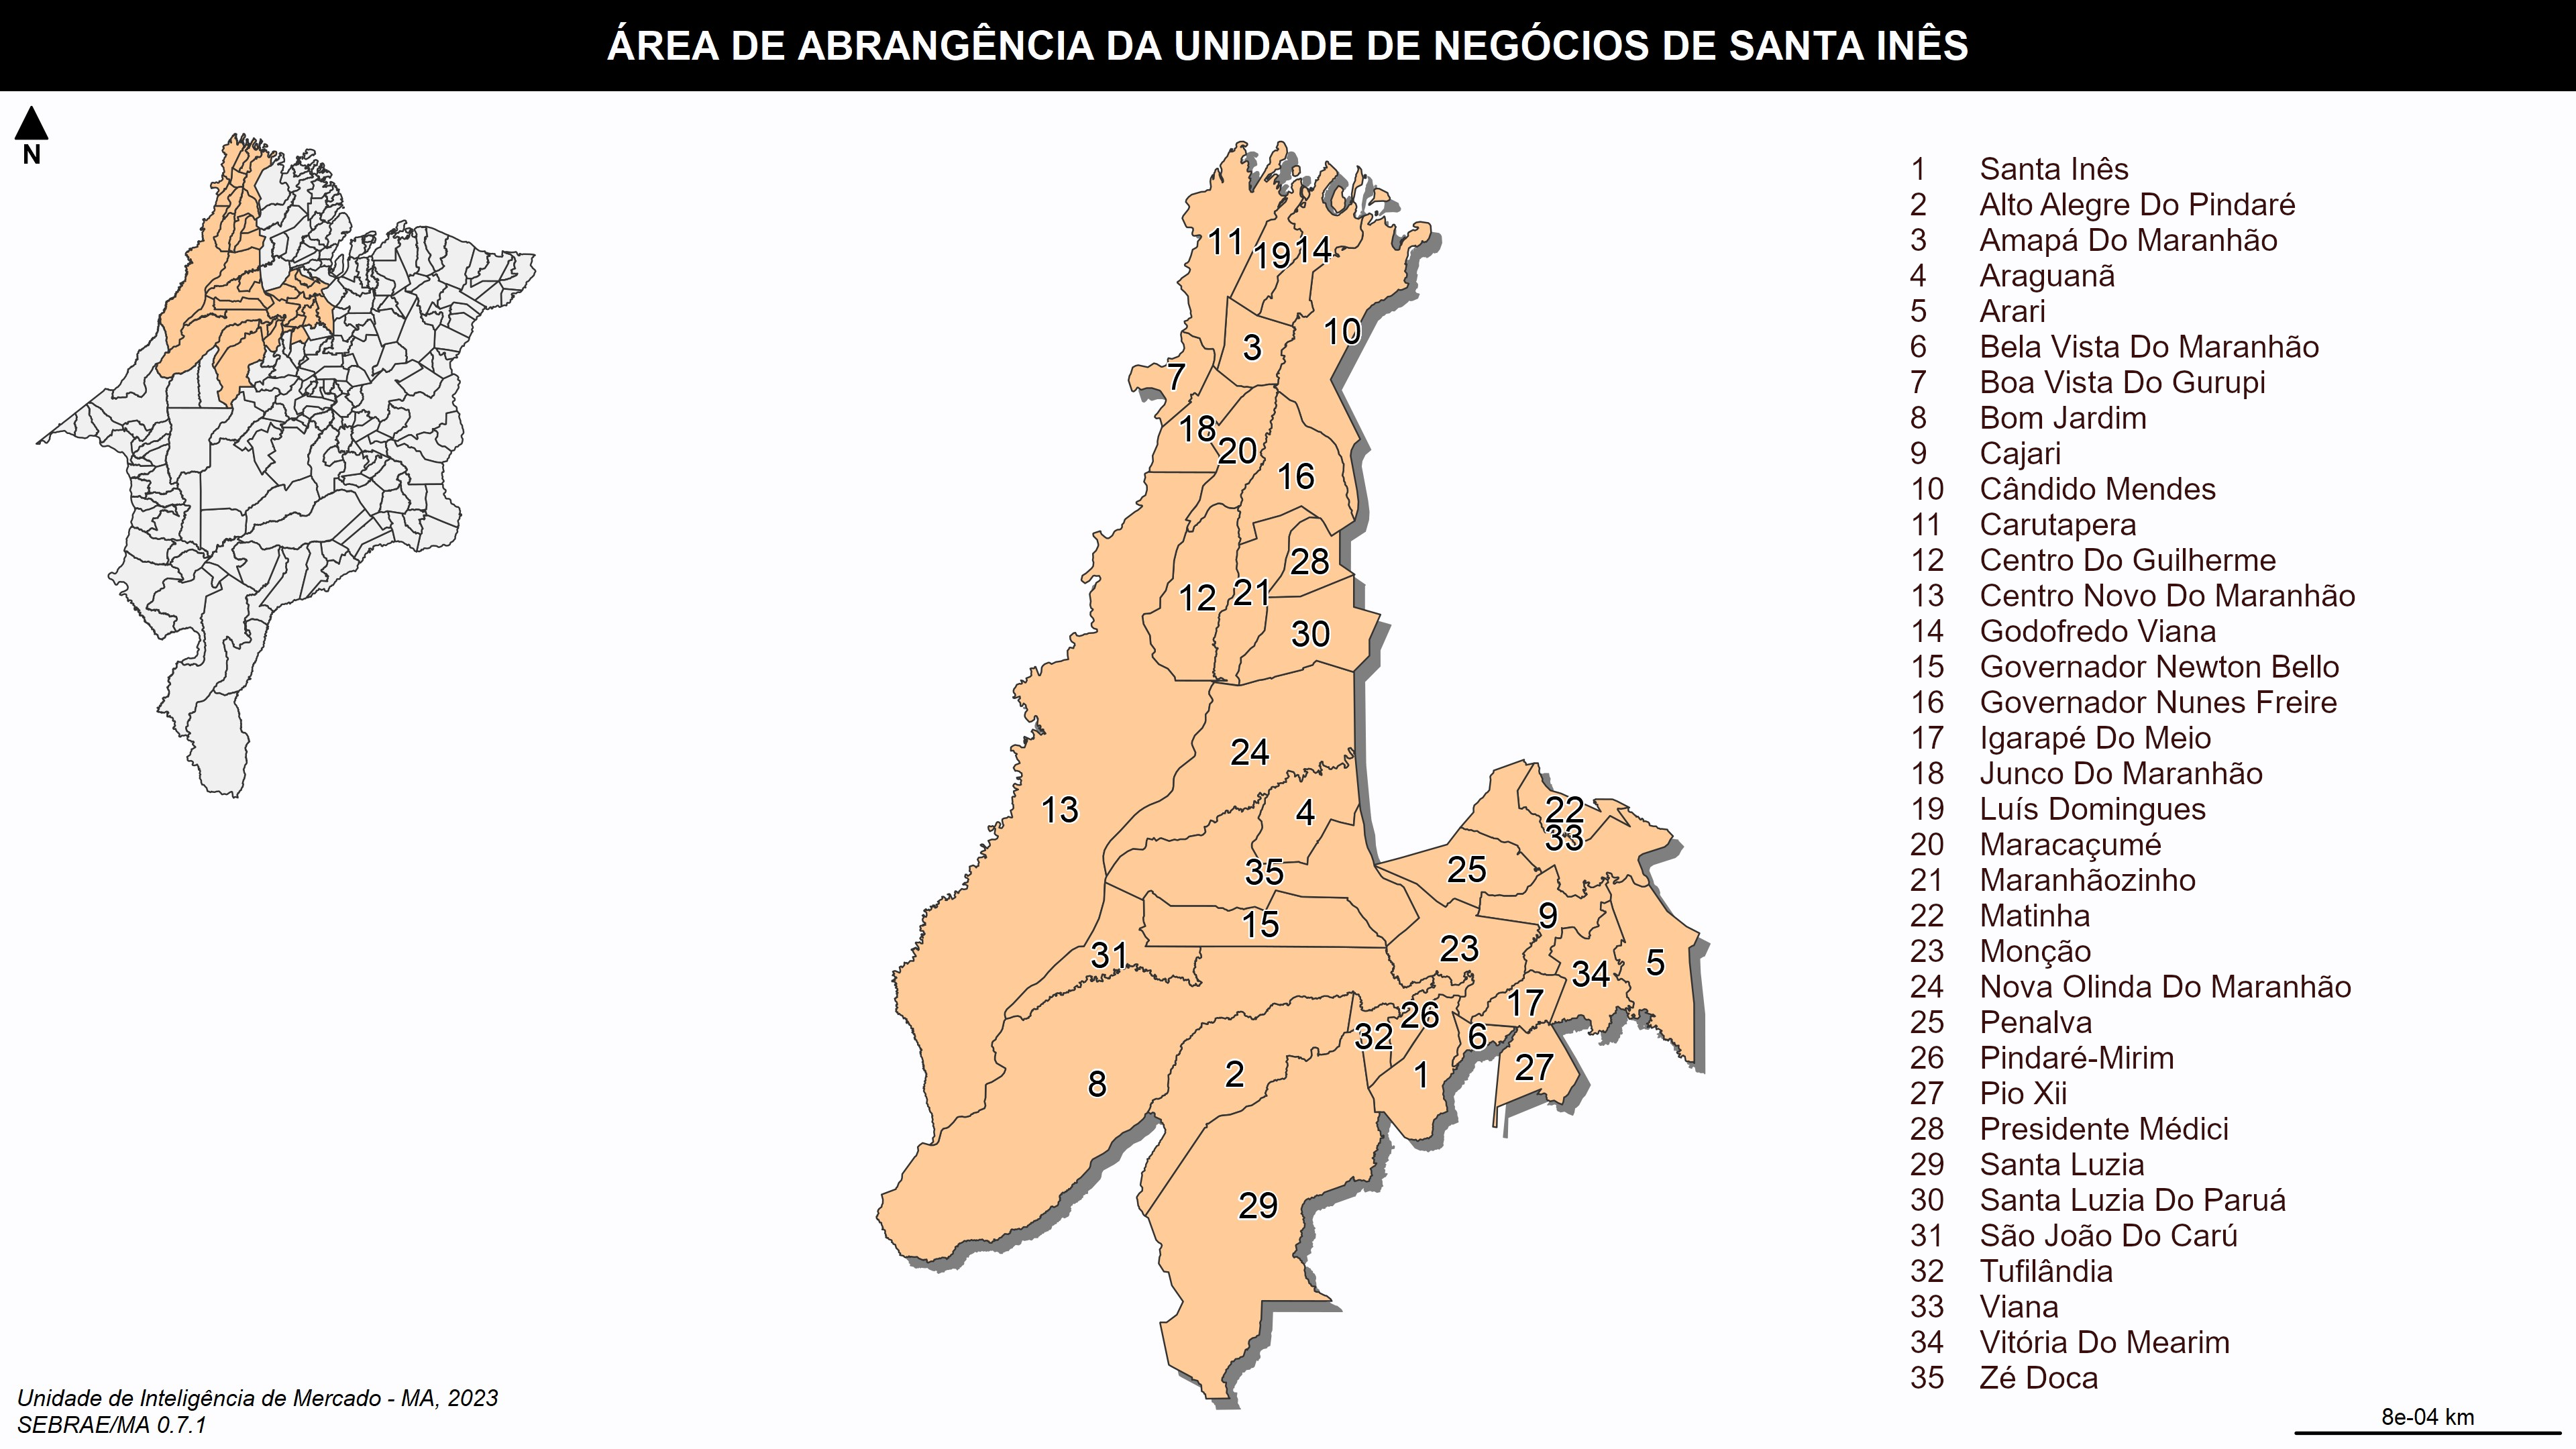 ÁREA DE ABRANGÊNCIA DA UNIDADE DE NEGÓCIOS DE SANTA INÊS
N
11
19
14
10
3
7
18
20
16
28
12
21
30
24
13
4
22
33
35
25
15
9
31
23
34
5
17
26
32
6
8
2
1
27
29
1 Santa Inês
2 Alto Alegre Do Pindaré
3 Amapá Do Maranhão
4 Araguanã
5 Arari
6 Bela Vista Do Maranhão
7 Boa Vista Do Gurupi
8 Bom Jardim
9 Cajari
10 Cândido Mendes
11 Carutapera
12 Centro Do Guilherme
13 Centro Novo Do Maranhão
14 Godofredo Viana
15 Governador Newton Bello
16 Governador Nunes Freire
17 Igarapé Do Meio
18 Junco Do Maranhão
19 Luís Domingues
20 Maracaçumé
21 Maranhãozinho
22 Matinha
23 Monção
24 Nova Olinda Do Maranhão
25 Penalva
26 Pindaré-Mirim
27 Pio Xii
28 Presidente Médici
29 Santa Luzia
30 Santa Luzia Do Paruá
31 São João Do Carú
32 Tufilândia
33 Viana
34 Vitória Do Mearim
35 Zé Doca
Unidade de Inteligência de Mercado - MA, 2023
SEBRAE/MA 0.7.1
8e-04 km